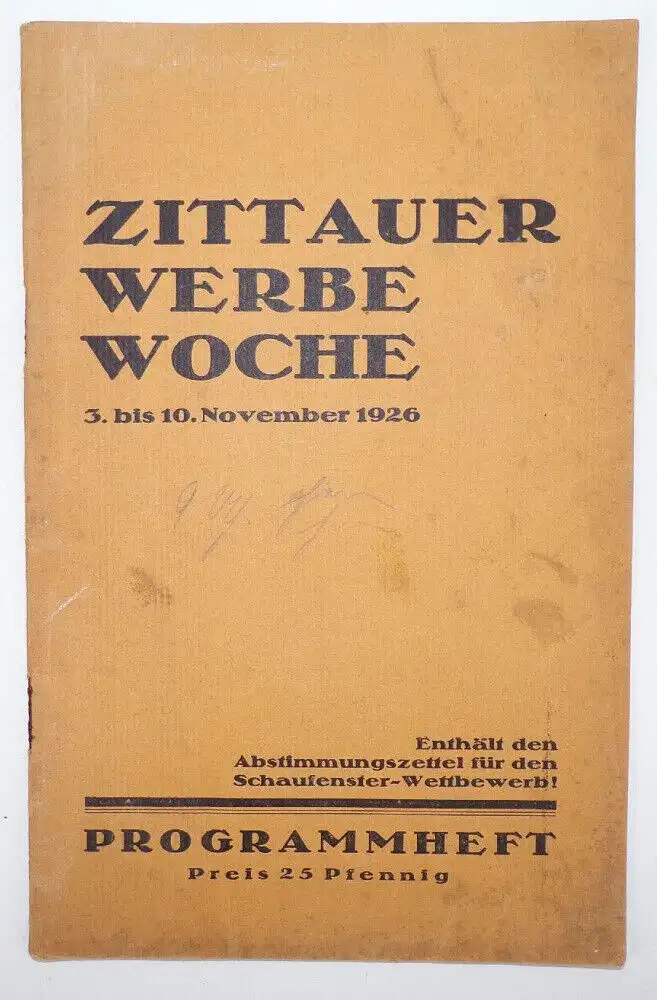 ZITTAUER
WERBE
WOCHE
3. bis 10. November 1926
Enthält den
Abstimmungszettel für den
Schaufenster-Wettbewerb!
PROGRAMMHEFT
Preis 25 Pfennig